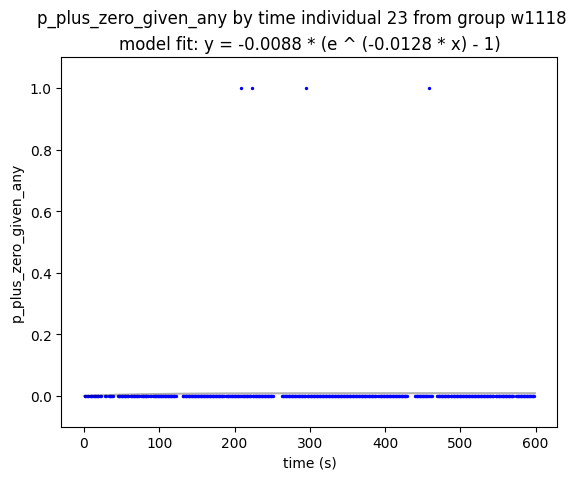 p_plus_zero_given_any by time individual 23 from group w1118
model fit: y = -0.0088 * (e ^ (-0.0128 * x) - 1)
p_plus_zero_given_any
1.0
0.8
0.6
0.4
0.2
0.0
0 100 200 300 400 500 600
time (s)